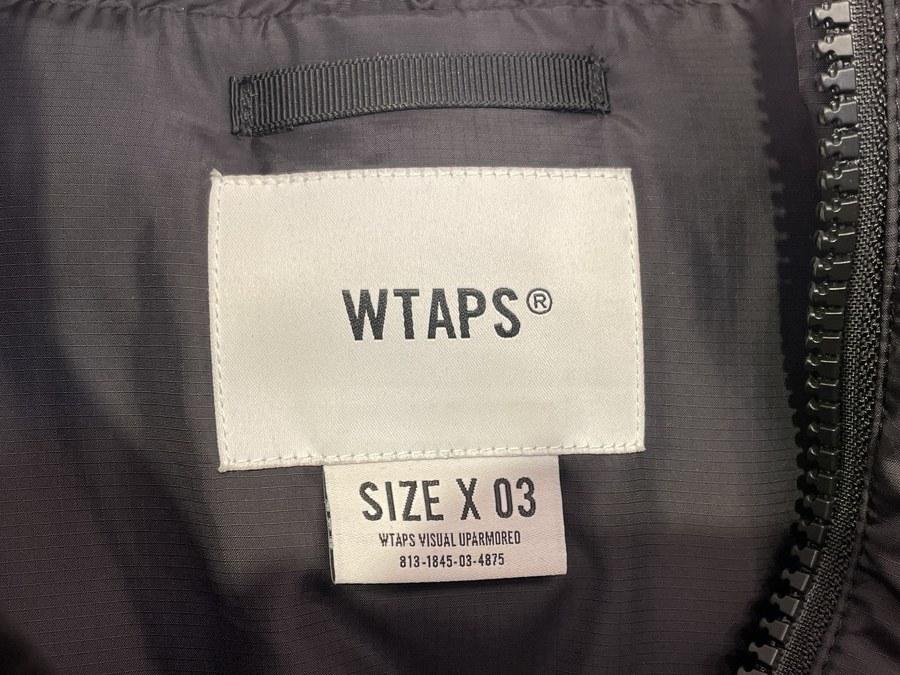 WTAPS®
SIZE X 03
WTAPS VISUAL UPARMORED
813-1845-03-4875